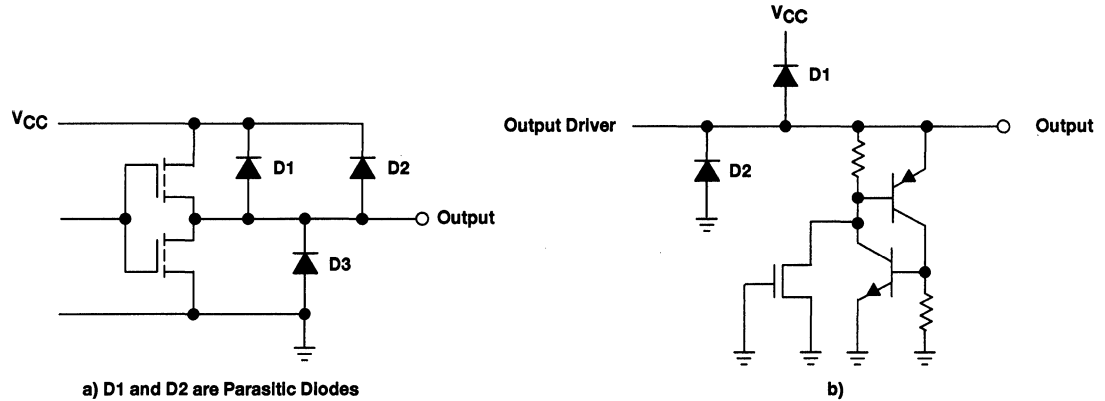 VCC
D1
D2
Output
D3
a) D1 and D2 are Parasitic Diodes
VCC
D1
Output Driver
Output
D2
b)